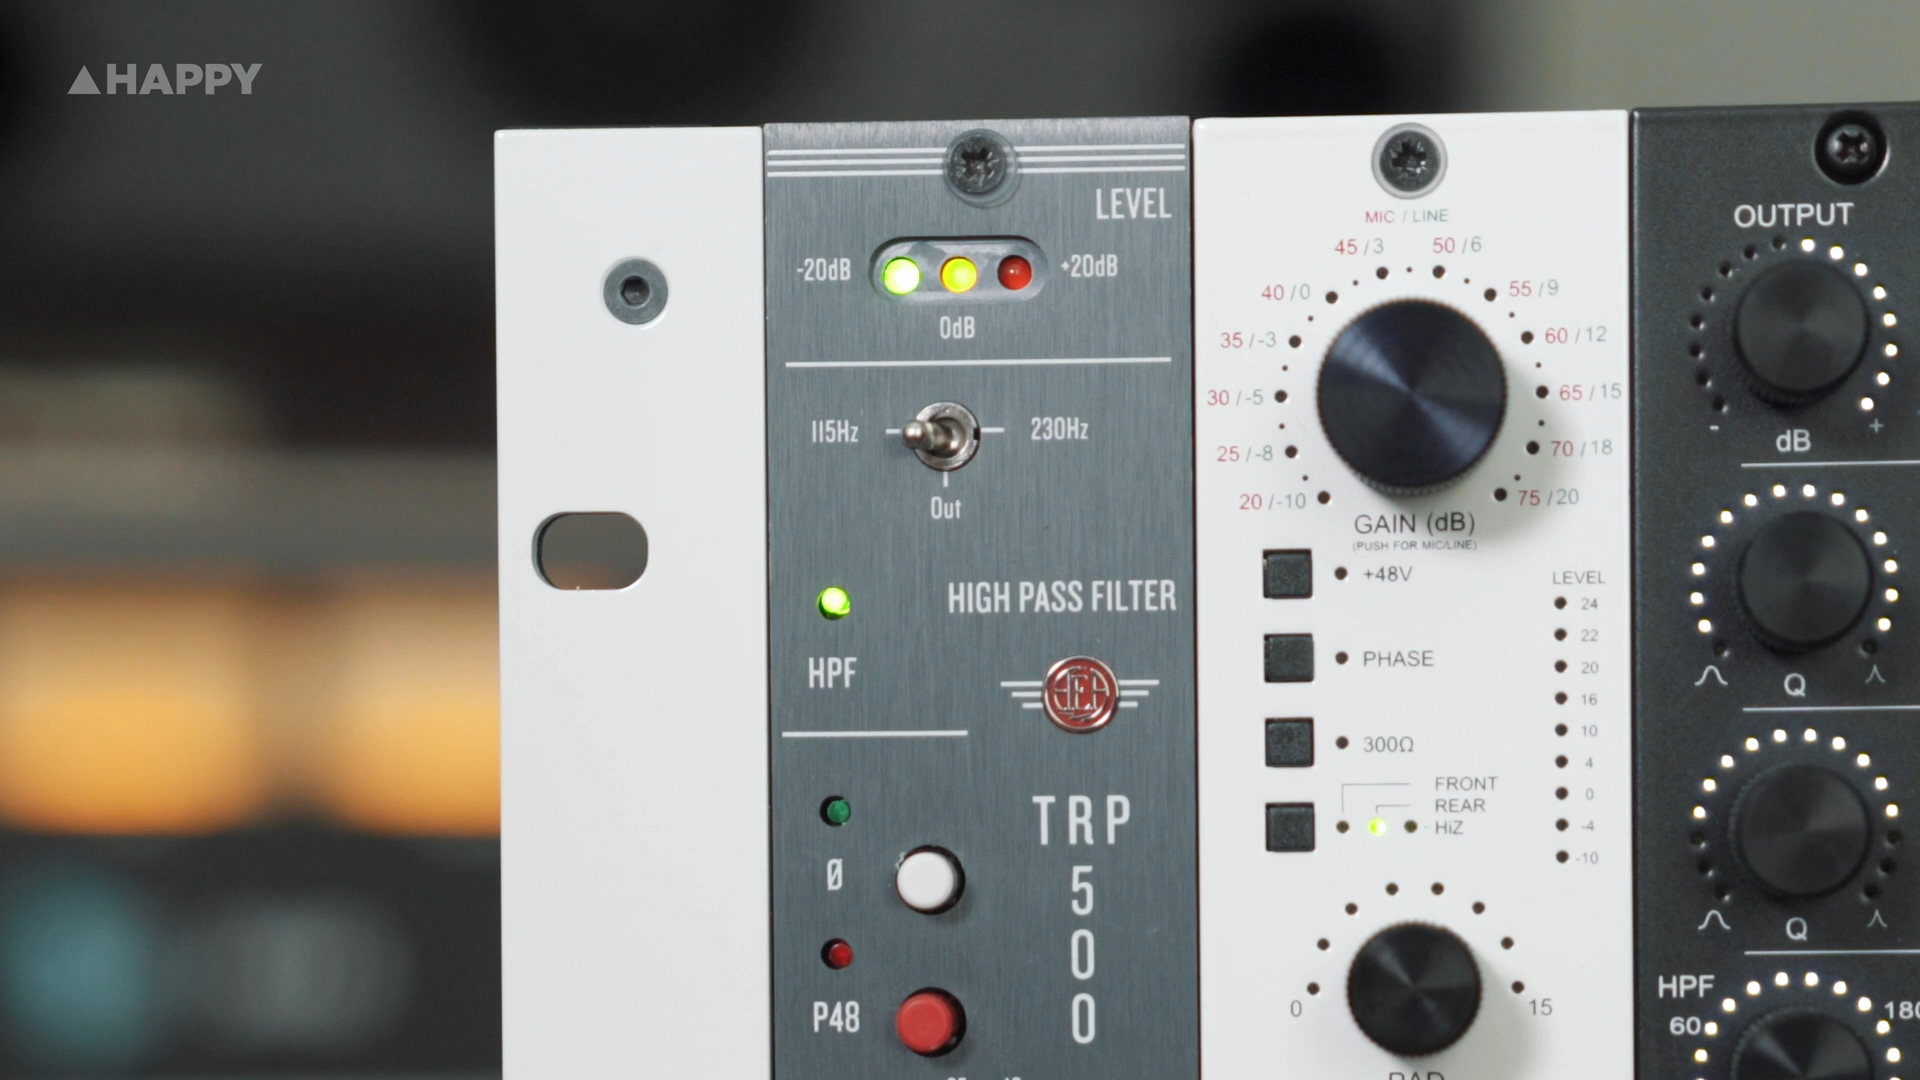 HAPPY
LEVEL
-20dB
+20dB
0dB
115Hz
230Hz
Out
HIGH PASS FILTER
HPF
AEA
TRP
5
0
0
Ø
P48
MIC / LINE
45/3
50/6
40/0
55/9
35/-3
60/12
30/-5
65/15
25/-8
70/18
20/-10
75/20
GAIN (dB)
(PUSH FOR MIC/LINE)
+48V
PHASE
300Ω
FRONT
REAR
HiZ
LEVEL
24
22
20
16
10
4
0
-4
-10
0
15
OUTPUT
- +
dB
Q
Q
HPF
60